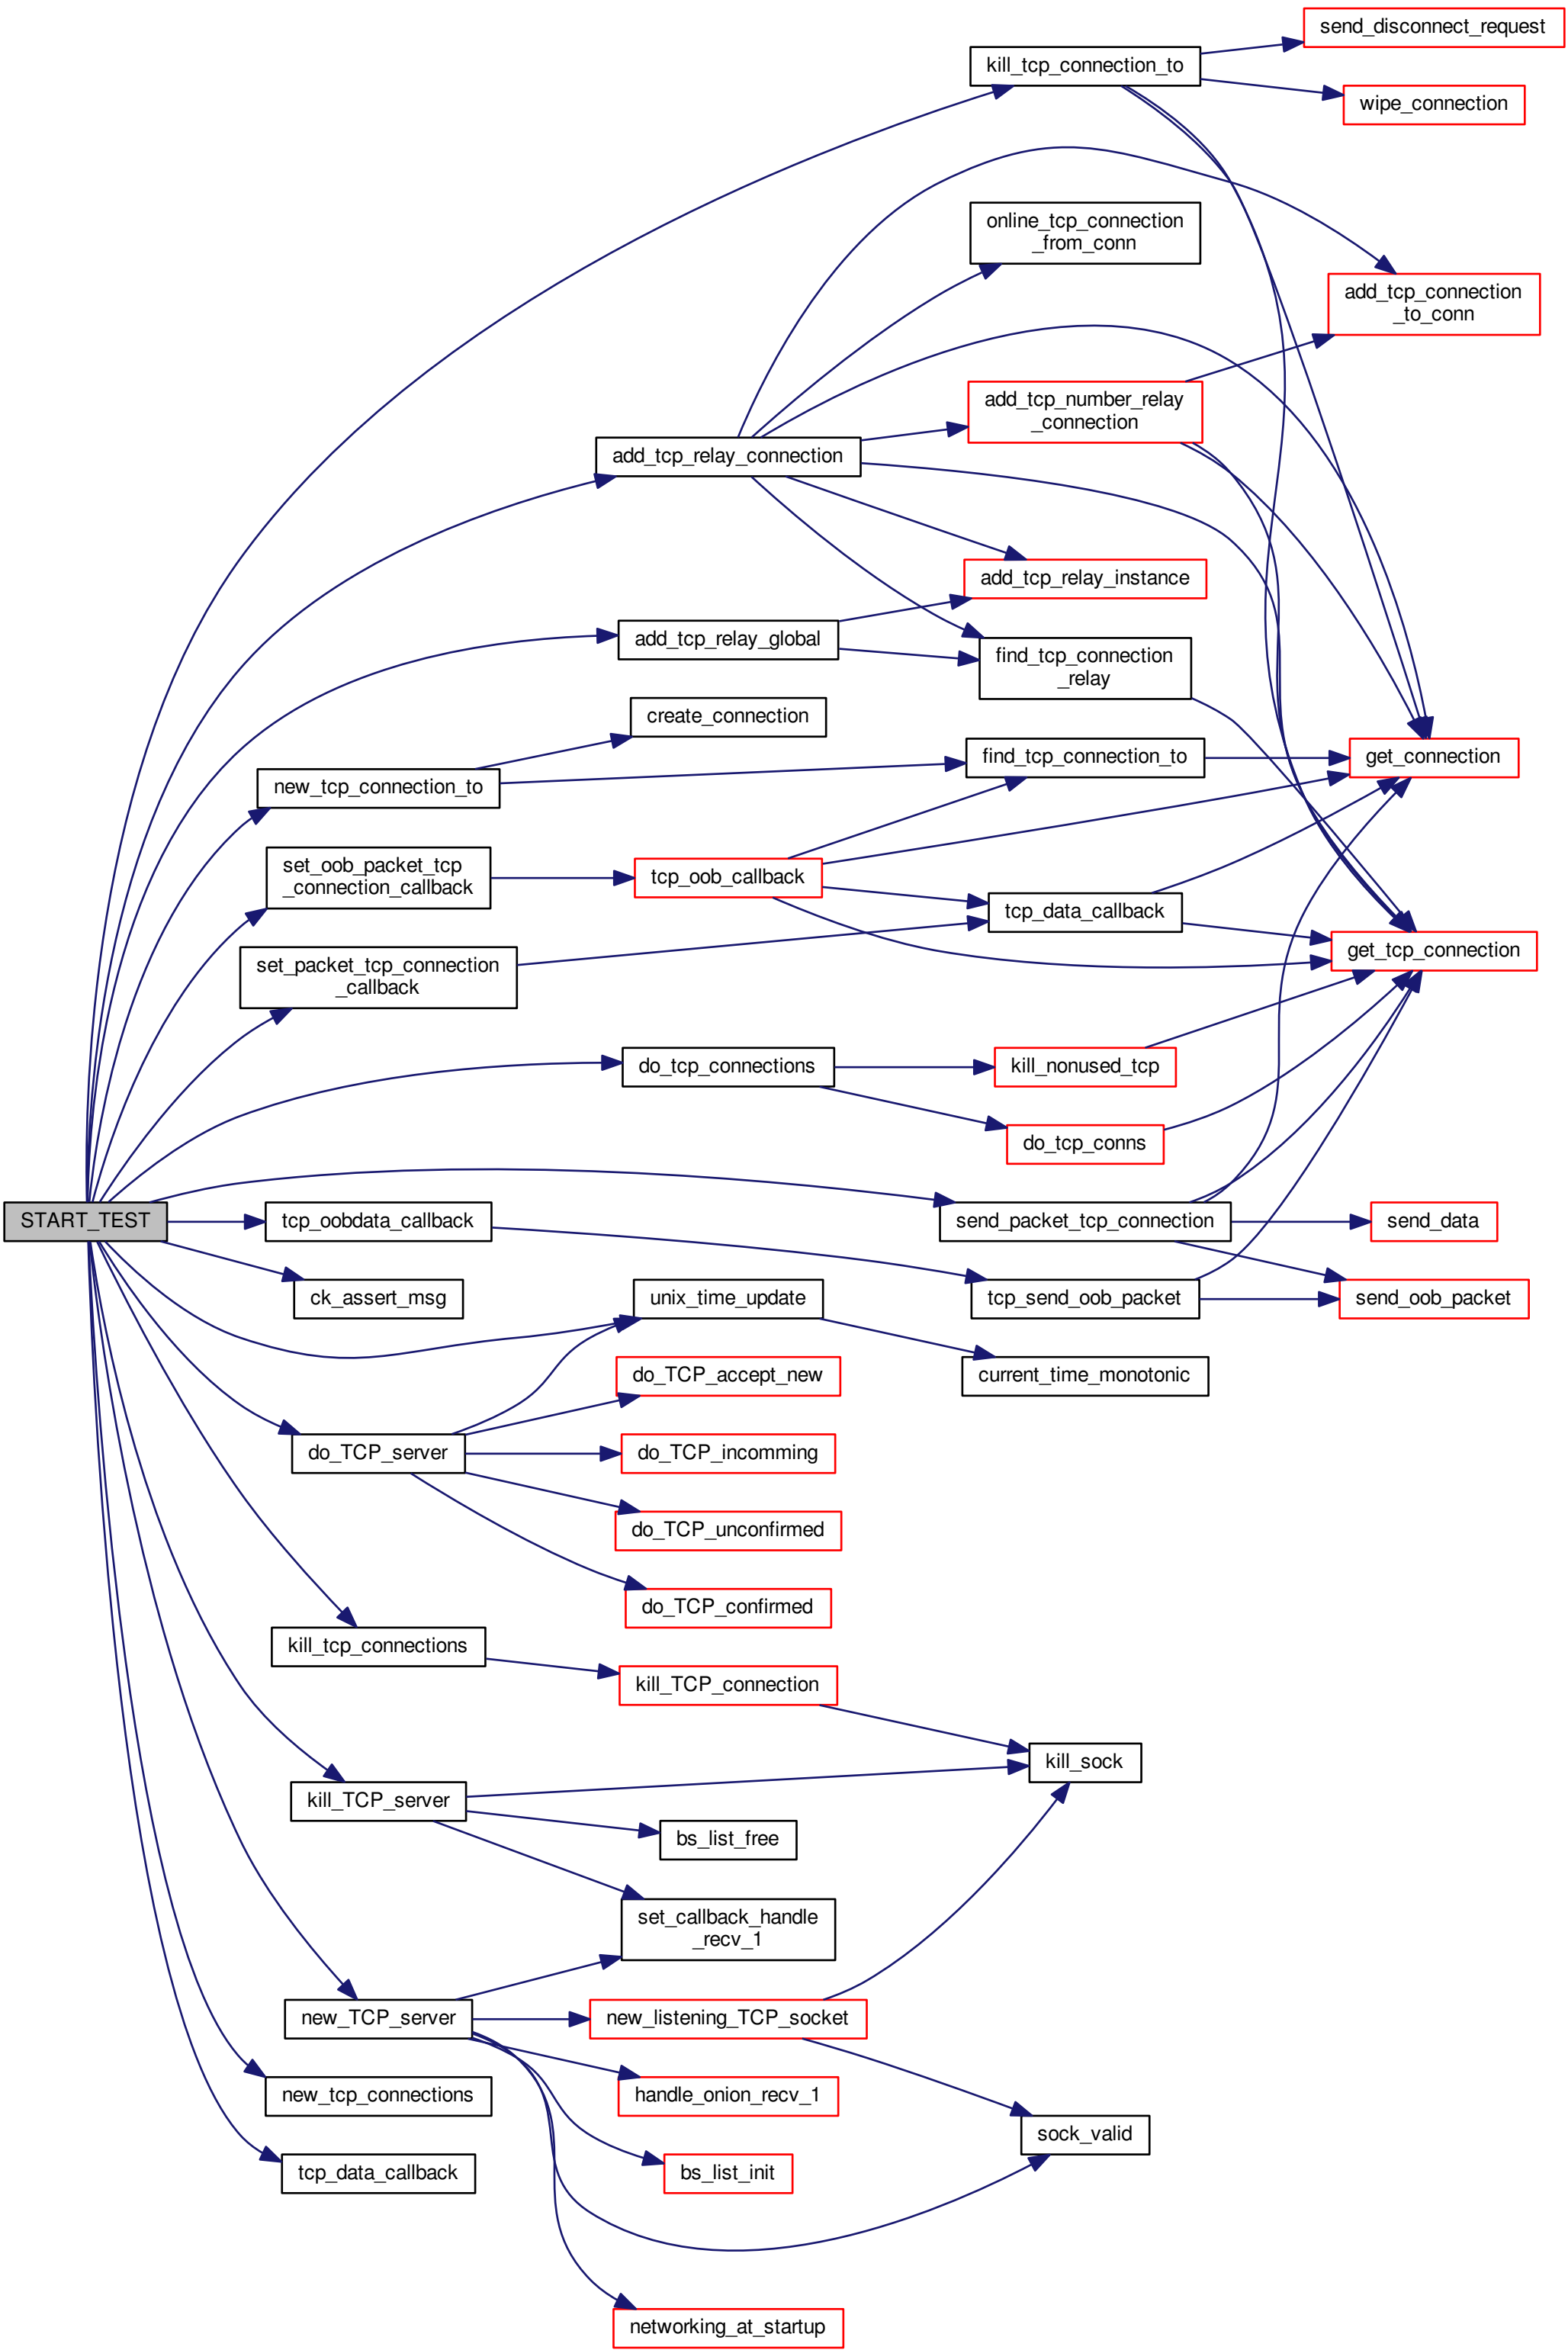 send_disconnect_request
kill_tcp_connection_to
wipe_connection
online_tcp_connection
_from_conn
add_tcp_connection
_to_conn
add_tcp_number_relay
_connection
add_tcp_relay_connection
add_tcp_relay_instance
add_tcp_relay_global
find_tcp_connection
_relay
create_connection
find_tcp_connection_to
get_connection
new_tcp_connection_to
set_oob_packet_tcp
_connection_callback
tcp_oob_callback
tcp_data_callback
get_tcp_connection
set_packet_tcp_connection
_callback
do_tcp_connections
kill_nonused_tcp
do_tcp_conns
START_TEST
tcp_oobdata_callback
send_packet_tcp_connection
send_data
ck_assert_msg
unix_time_update
tcp_send_oob_packet
send_oob_packet
do_TCP_accept_new
current_time_monotonic
do_TCP_server
do_TCP_incomming
do_TCP_unconfirmed
do_TCP_confirmed
kill_tcp_connections
kill_TCP_connection
kill_sock
kill_TCP_server
bs_list_free
set_callback_handle
_recv_1
new_TCP_server
new_listening_TCP_socket
new_tcp_connections
handle_onion_recv_1
sock_valid
tcp_data_callback
bs_list_init
networking_at_startup